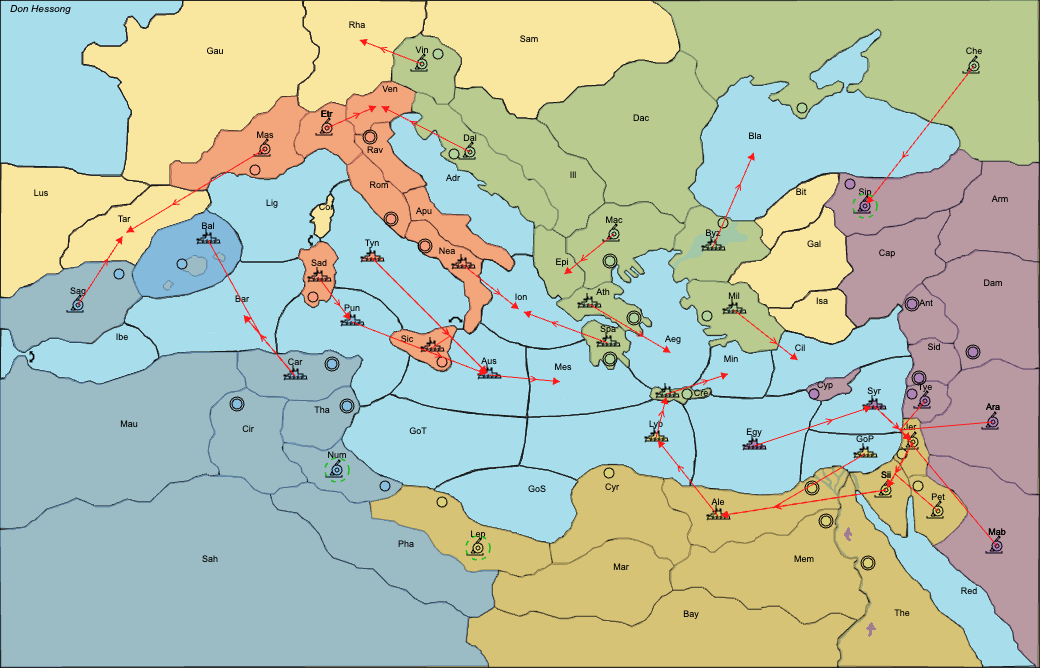 Don Hessong
Rha
Sam
Gau
Vin
Che
Ven
Etr
Dac
Mas
Dal
Bla
Rav
Adr
Ill
Lus
Rom
Bit
Sip
Arm
Lig
Cor
Apu
Tar
Mac
Byz
Bal
Tyn
Nea
Gal
Cap
Sad
Epi
Dam
Sag
Bar
Pun
Ion
Ath
Mil
Isa
Ant
Ibe
Sic
Spa
Aeg
Cil
Sid
Car
Aus
Mes
Min
Cyp
Tye
Cre
Syr
Mau
Cir
Tha
GoT
Lyb
Egy
GoP
Jer
Ara
Num
GoS
Cyr
Sii
Ale
Pet
Lep
Mab
Pha
Sah
Mar
Mem
Red
Bay
The